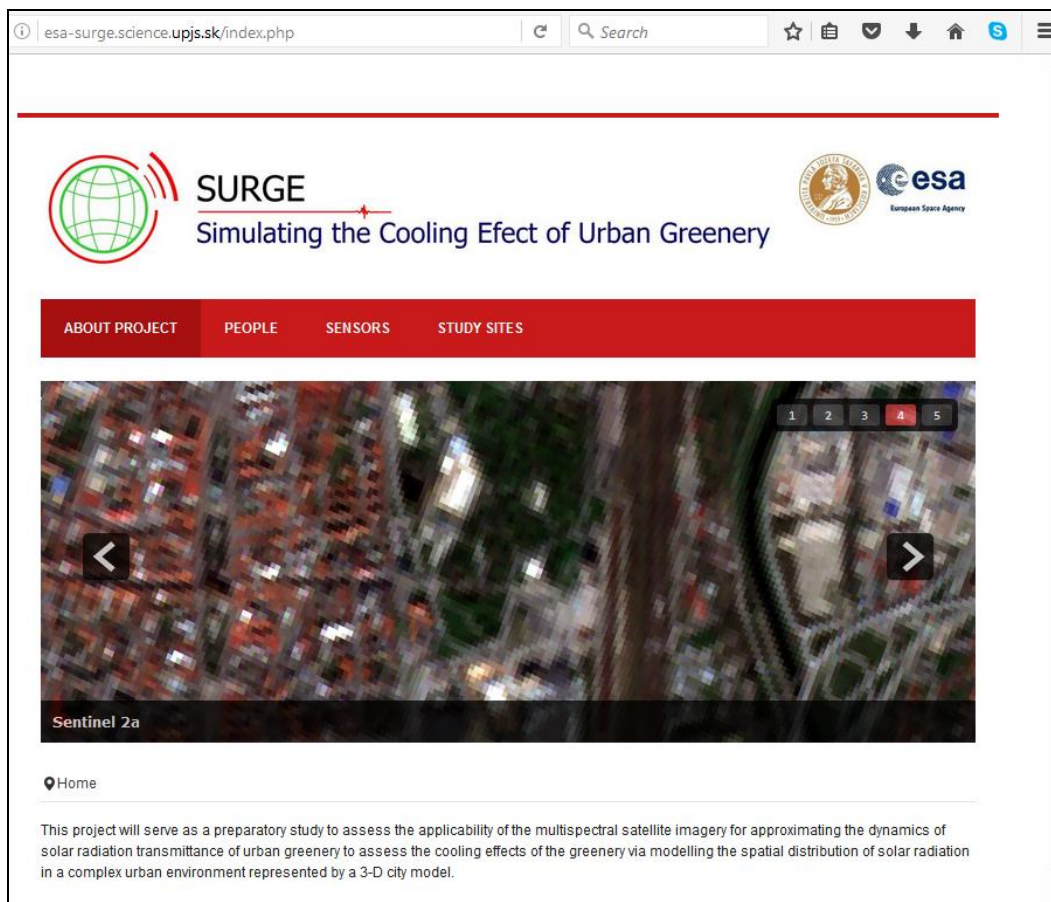 esa-surge.science.upjs.sk/index.php
Search
SURGE
Simulating the Cooling Efect of Urban Greenery
esa
European Space Agency
ABOUT PROJECT
PEOPLE
SENSORS
STUDY SITES
1
2
3
4
5
Sentinel 2a
Home
This project will serve as a preparatory study to assess the applicability of the multispectral satellite imagery for approximating the dynamics of
solar radiation transmittance of urban greenery to assess the cooling effects of the greenery via modelling the spatial distribution of solar radiation
in a complex urban environment represented by a 3-D city model.